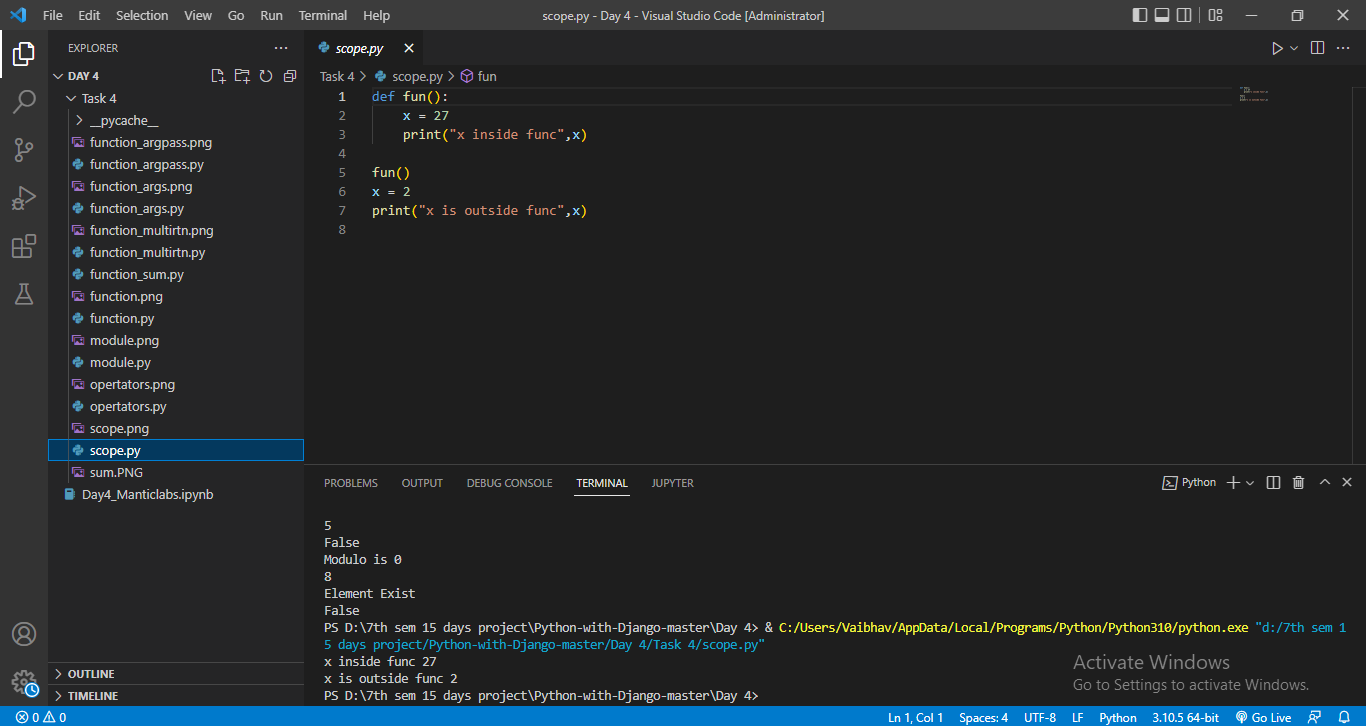 File Edit Selection View Go Run Terminal Help
scope.py - Day 4 - Visual Studio Code [Administrator]
EXPLORER
DAY 4
Task 4
__pycache__
function_argpass.png
function_argpass.py
function_args.png
function_args.py
function_multirtn.png
function_multirtn.py
function_sum.py
function.png
function.py
module.png
module.py
opertators.png
opertators.py
scope.png
scope.py
sum.PNG
Day4_Manticlabs.ipynb
OUTLINE
TIMELINE
scope.py
Task 4 > scope.py > fun
1 def fun():
2     x = 27
3     print("x inside func",x)
4
5 fun()
6 x = 2
7 print("x is outside func",x)
8
PROBLEMS OUTPUT DEBUG CONSOLE TERMINAL JUPYTER
Python
5
False
Modulo is 0
8
Element Exist
False
PS D:\7th sem 15 days project\Python-with-Django-master\Day 4> & C:/Users/Vaibhav/AppData/Local/Programs/Python/Python310/python.exe "d:/7th sem 1
5 days project/Python-with-Django-master/Day 4/Task 4/scope.py"
x inside func 27
x is outside func 2
PS D:\7th sem 15 days project\Python-with-Django-master\Day 4>
Activate Windows
Go to Settings to activate Windows.
0 0
Ln 1, Col 1 Spaces: 4 UTF-8 LF Python 3.10.5 64-bit Go Live